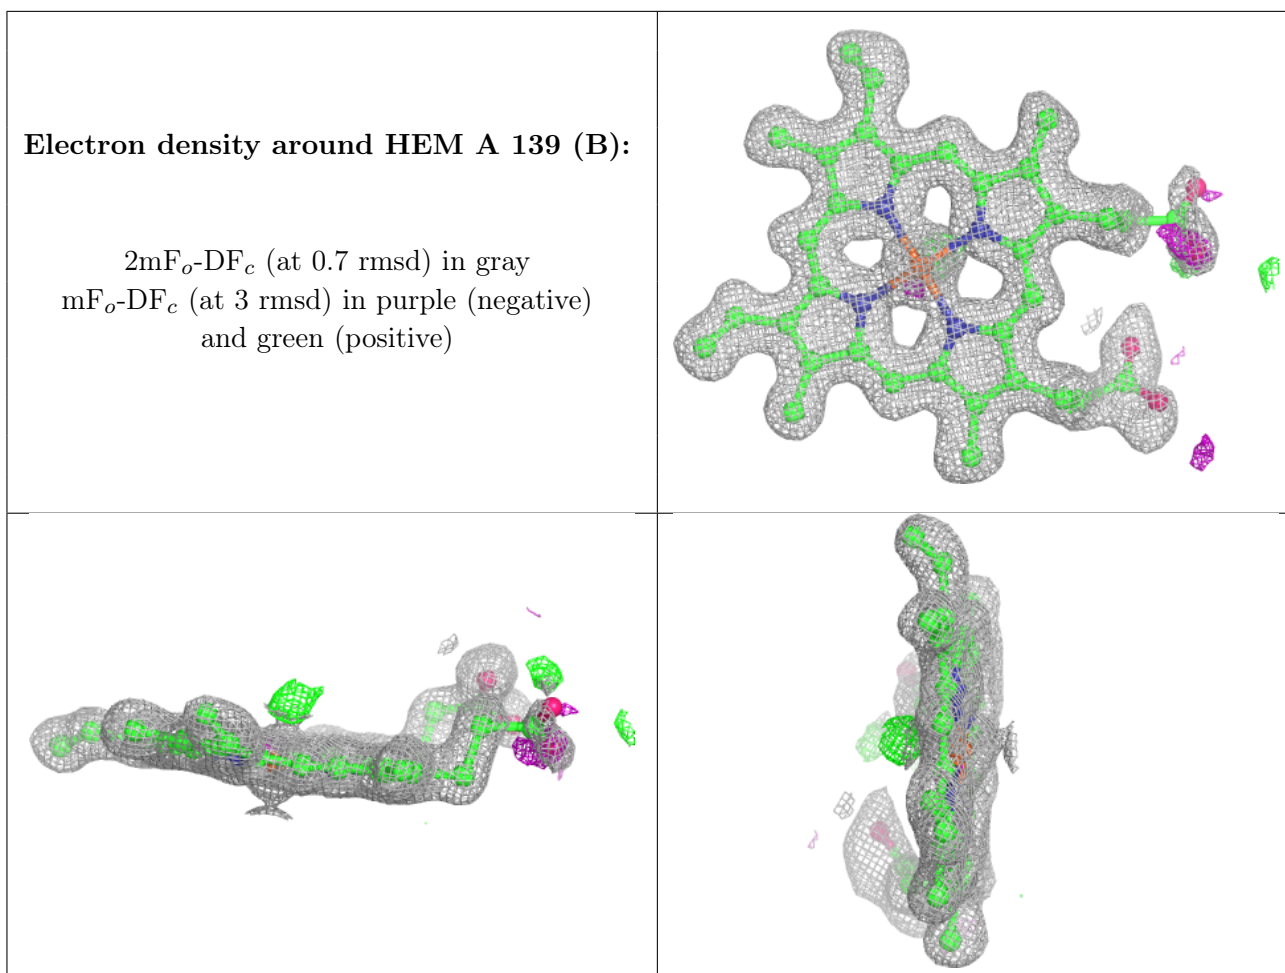 Electron density around HEM A 139 (B):
2mFo-DFc (at 0.7 rmsd) in gray
mFo-DFc (at 3 rmsd) in purple (negative)
and green (positive)